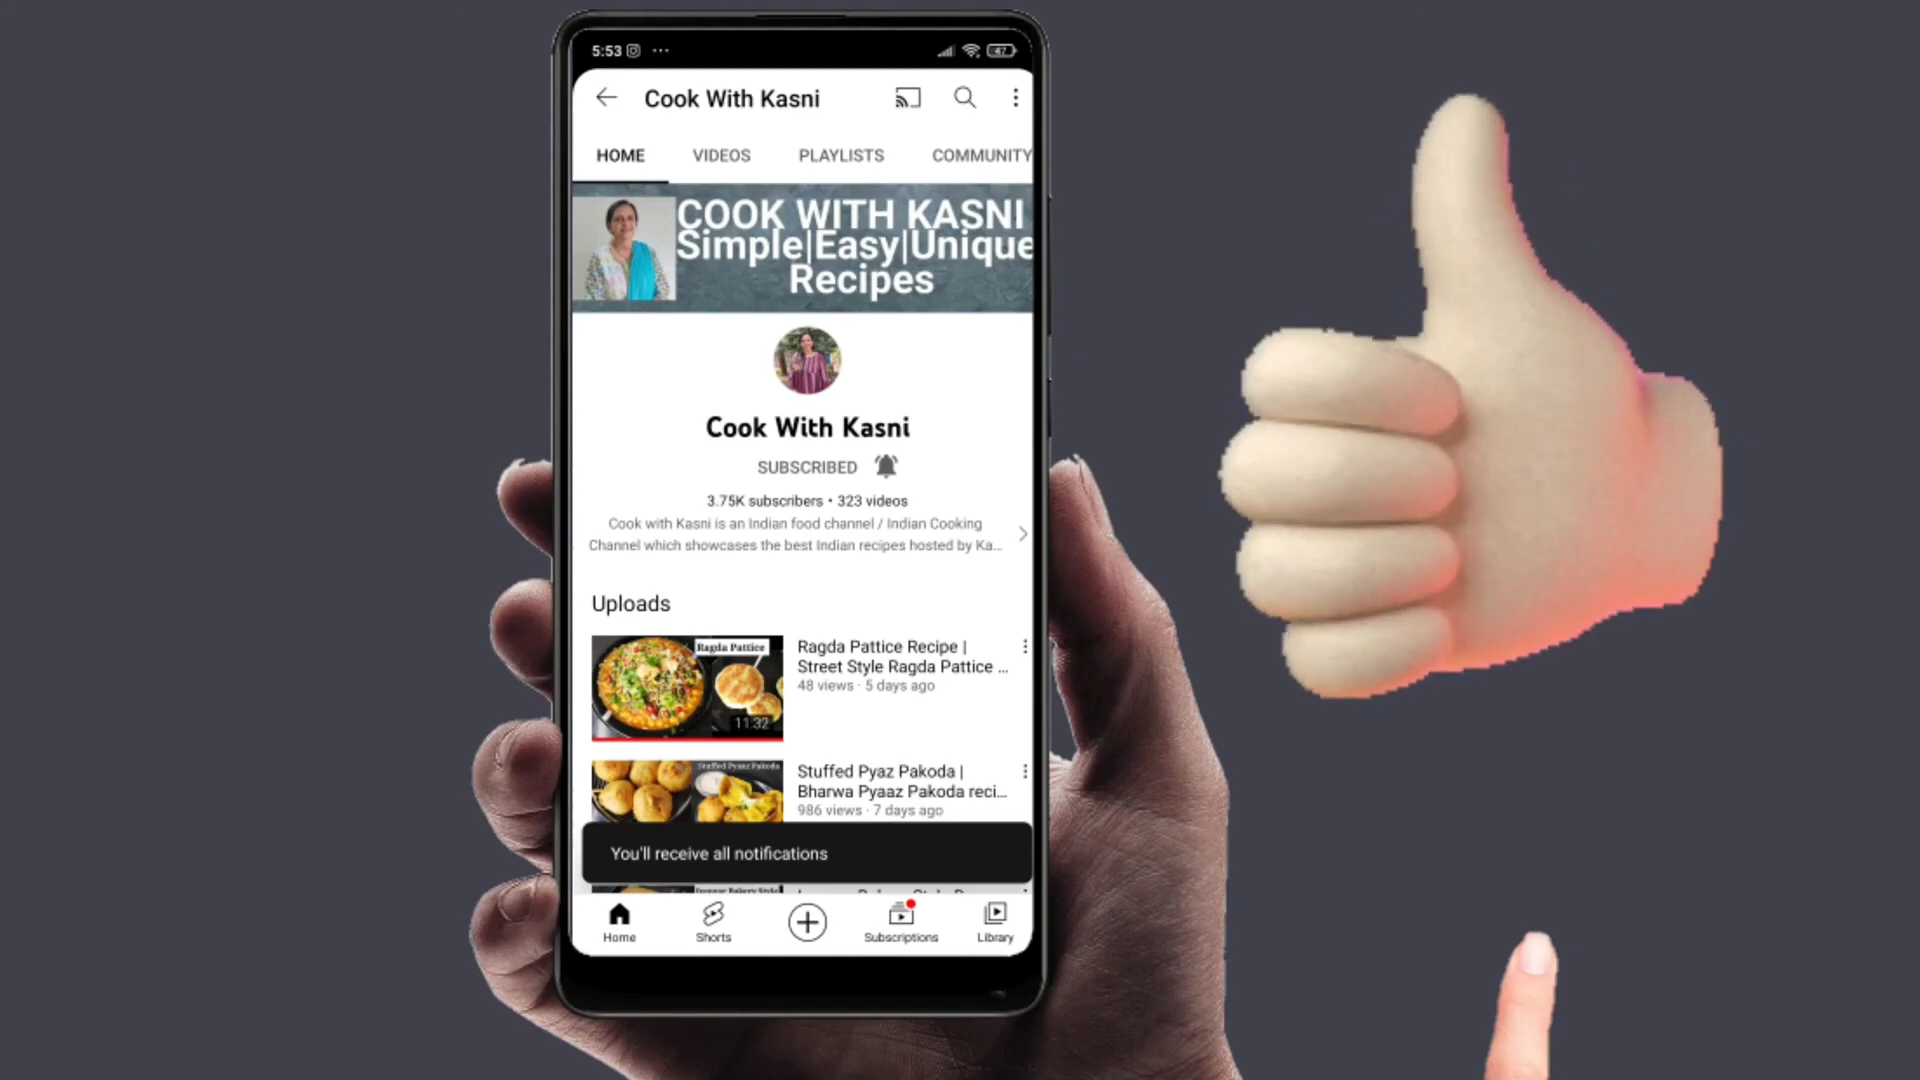 5:53
47
Cook With Kasni
HOME VIDEOS PLAYLISTS COMMUNITY
COOK WITH KASNI
Simple|Easy|Unique
Recipes
Cook With Kasni
SUBSCRIBED
3.75K subscribers • 323 videos
Cook with Kasni is an Indian food channel / Indian Cooking
Channel which showcases the best Indian recipes hosted by Ka...
Uploads
Ragda Pattice
11:32
Ragda Pattice Recipe |
Street Style Ragda Pattice ...
48 views · 5 days ago
Stuffed Pyaaz Pakoda
Stuffed Pyaz Pakoda |
Bharwa Pyaaz Pakoda reci...
986 views · 7 days ago
You'll receive all notifications
Home Shorts Subscriptions Library